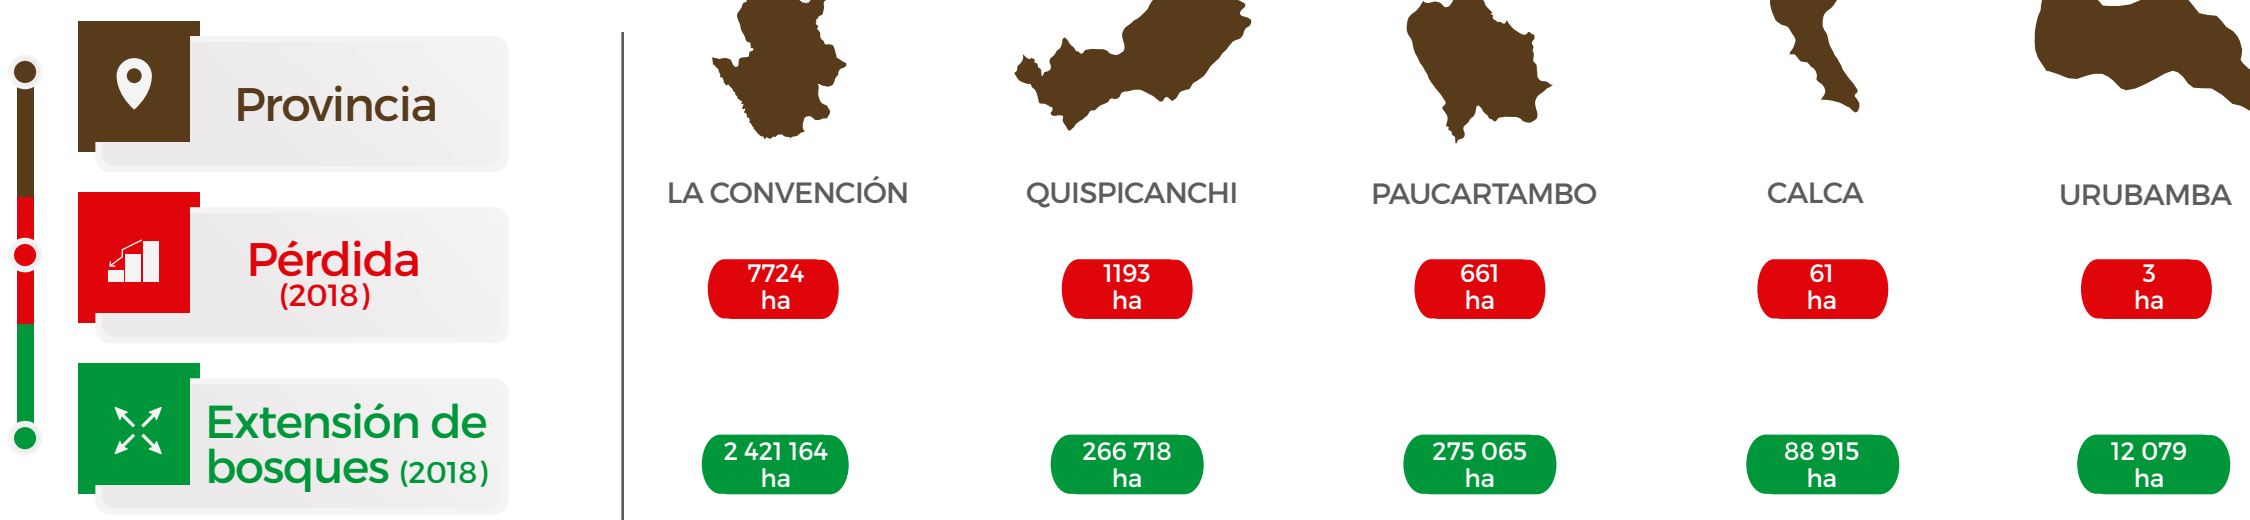 Provincia
LA CONVENCIÓN
QUISPICANCHI
PAUCARTAMBO
CALCA
URUBAMBA
Pérdida
(2018)
7724
ha
1193
ha
661
ha
61
ha
3
ha
Extensión de
bosques (2018)
2 421 164
ha
266 718
ha
275 065
ha
88 915
ha
12 079
ha